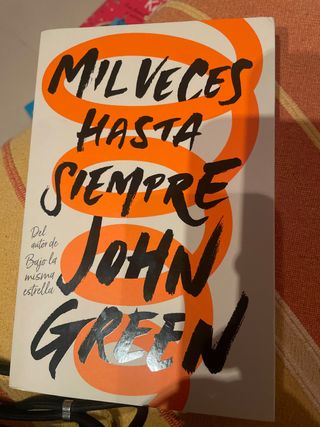 MIL VECES
HASTA
SIEMPRE
Del
autor de
Bajo la
misma
estrella
JOHN
GREEN